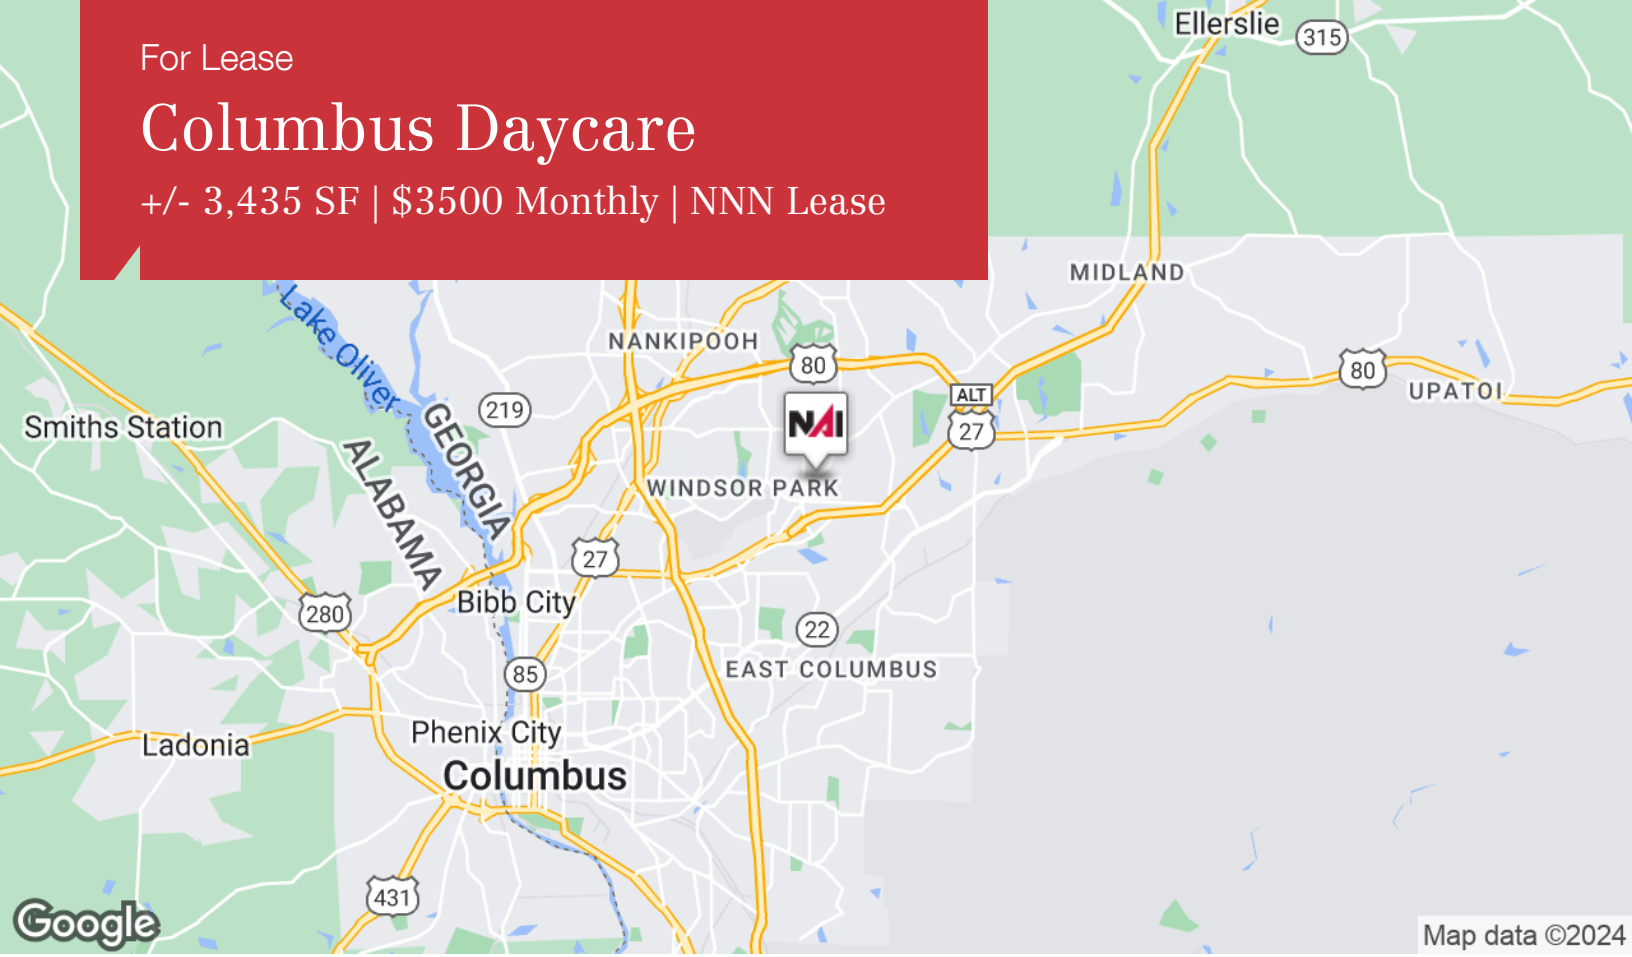 For Lease
Columbus Daycare
+/- 3,435 SF | $3500 Monthly | NNN Lease
Ellerslie
315
MIDLAND
Lake Oliver
NANKIPOOH
80
80
ALT
27
UPATOI
219
NAI
Smiths Station
GEORGIA
ALABAMA
WINDSOR PARK
27
280
Bibb City
22
EAST COLUMBUS
85
Phenix City
Ladonia
Columbus
431
Google
Map data ©2024